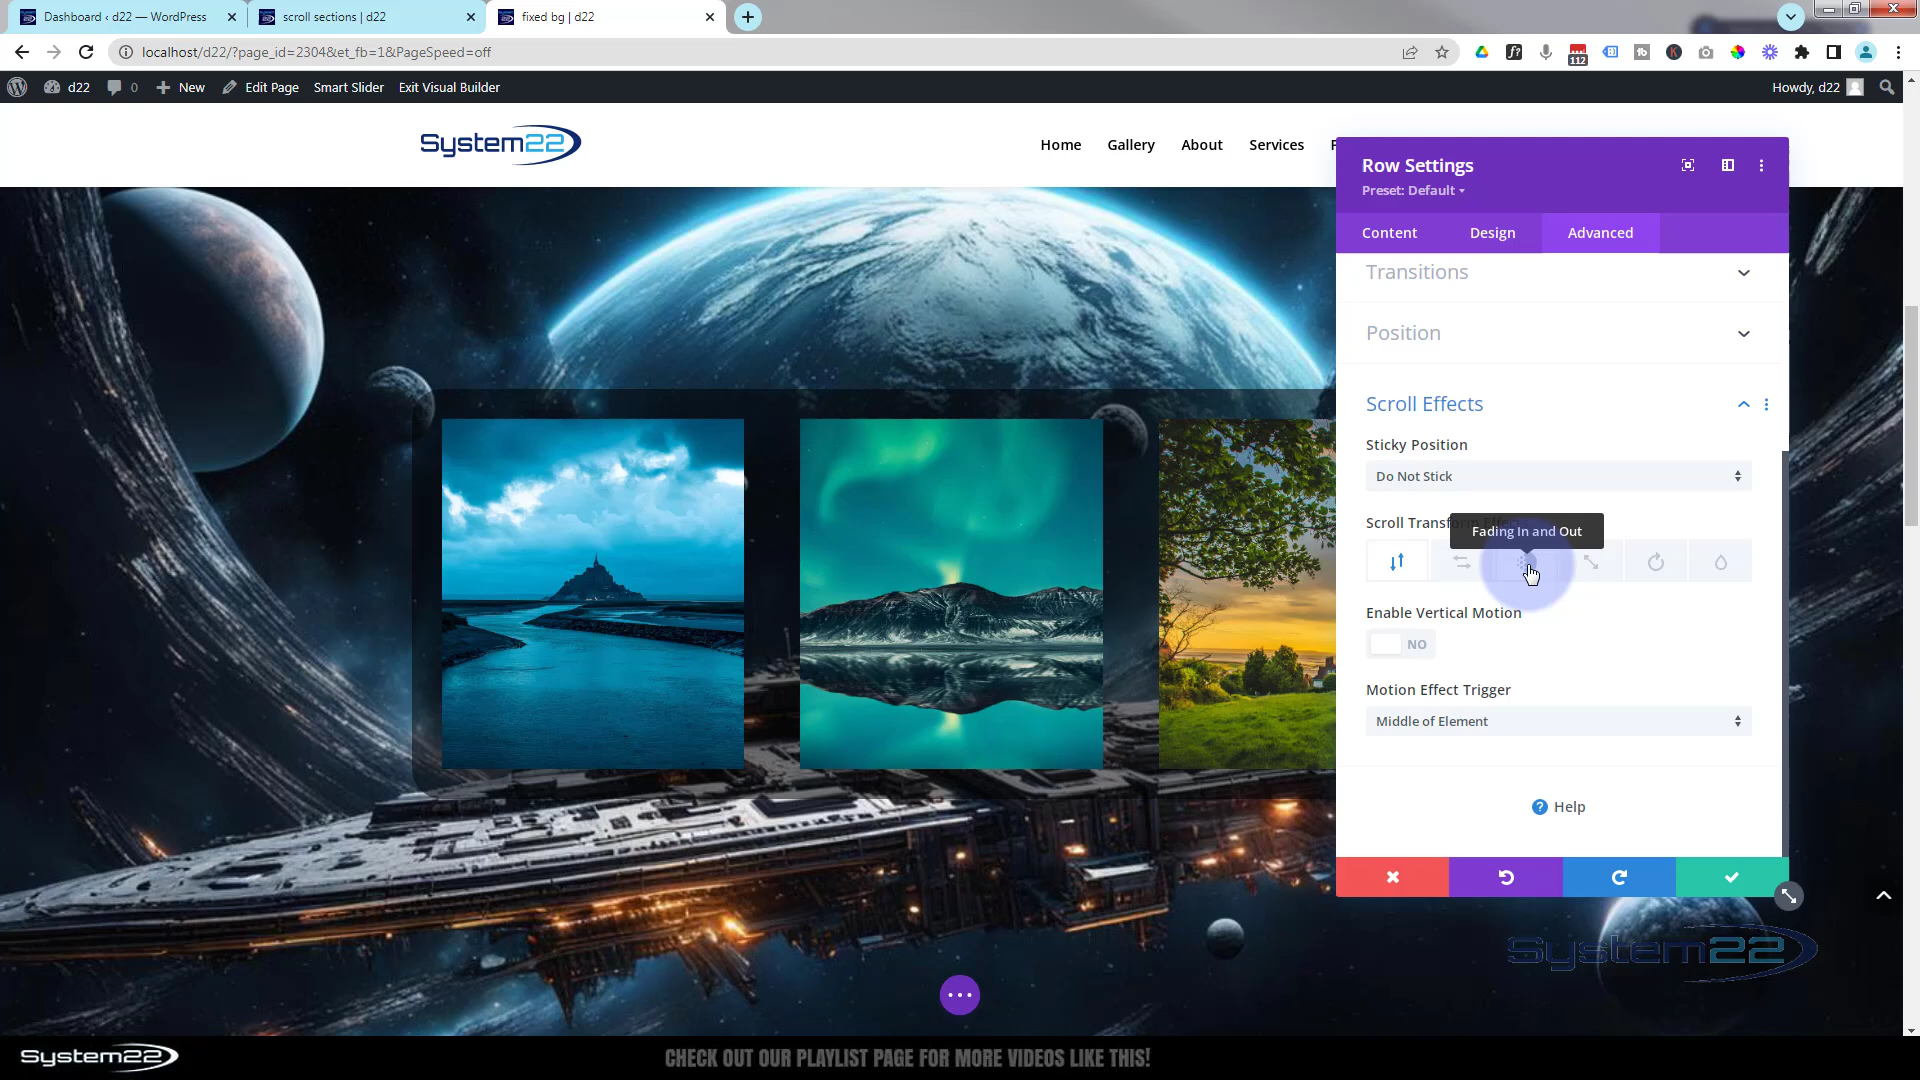 Dashboard ‹ d22 — WordPress
scroll sections | d22
fixed bg | d22
localhost/d22/?page_id=2304&et_fb=1&PageSpeed=off
112
d22
0
New
Edit Page
Smart Slider
Exit Visual Builder
Howdy, d22
System22
Home
Gallery
About
Services
Row Settings
Preset: Default
Content
Design
Advanced
Transitions
Position
Scroll Effects
Sticky Position
Do Not Stick
Scroll Transform
Fading In and Out
Enable Vertical Motion
NO
Motion Effect Trigger
Middle of Element
? Help
System22
System22
CHECK OUT OUR PLAYLIST PAGE FOR MORE VIDEOS LIKE THIS!